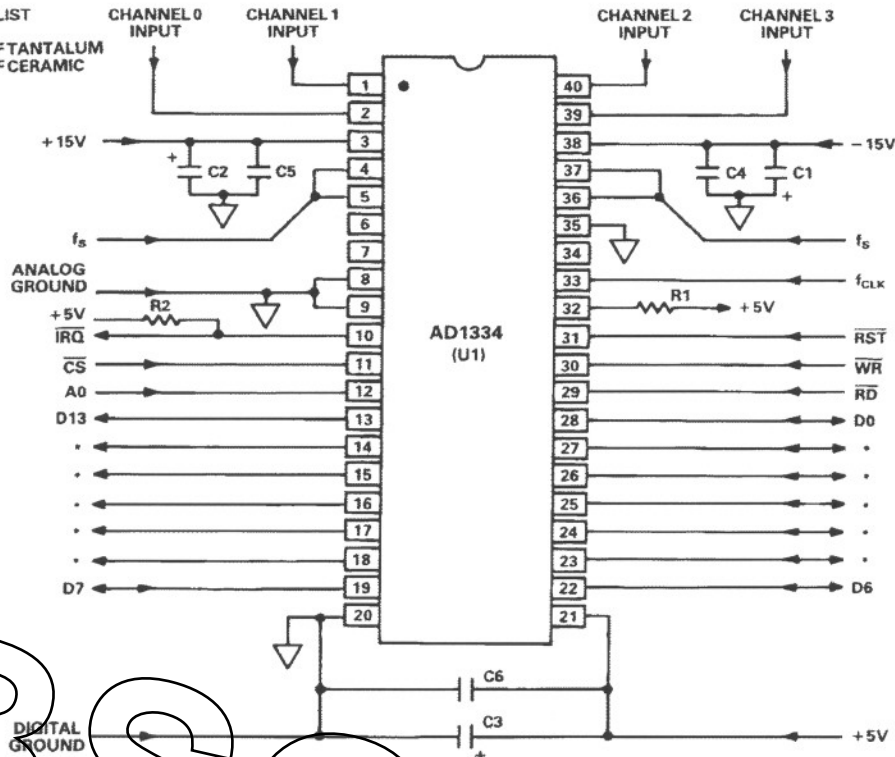 LIST
F TANTALUM
F CERAMIC
CHANNEL 0
INPUT
CHANNEL 1
INPUT
CHANNEL 2
INPUT
CHANNEL 3
INPUT
1
2
3
4
5
6
7
8
9
10
11
12
13
14
15
16
17
18
19
20
40
39
38
37
36
35
34
33
32
31
30
29
28
27
26
25
24
23
22
21
+15V
+ C2
C5
fS
ANALOG
GROUND
+5V
R2
IRQ
CS
A0
D13
D7
AD1334
(U1)
-15V
C4
C1
+
fS
fCLK
R1
+5V
RST
WR
RD
D0
D6
C6
C3
+
DIGITAL
GROUND
+5V